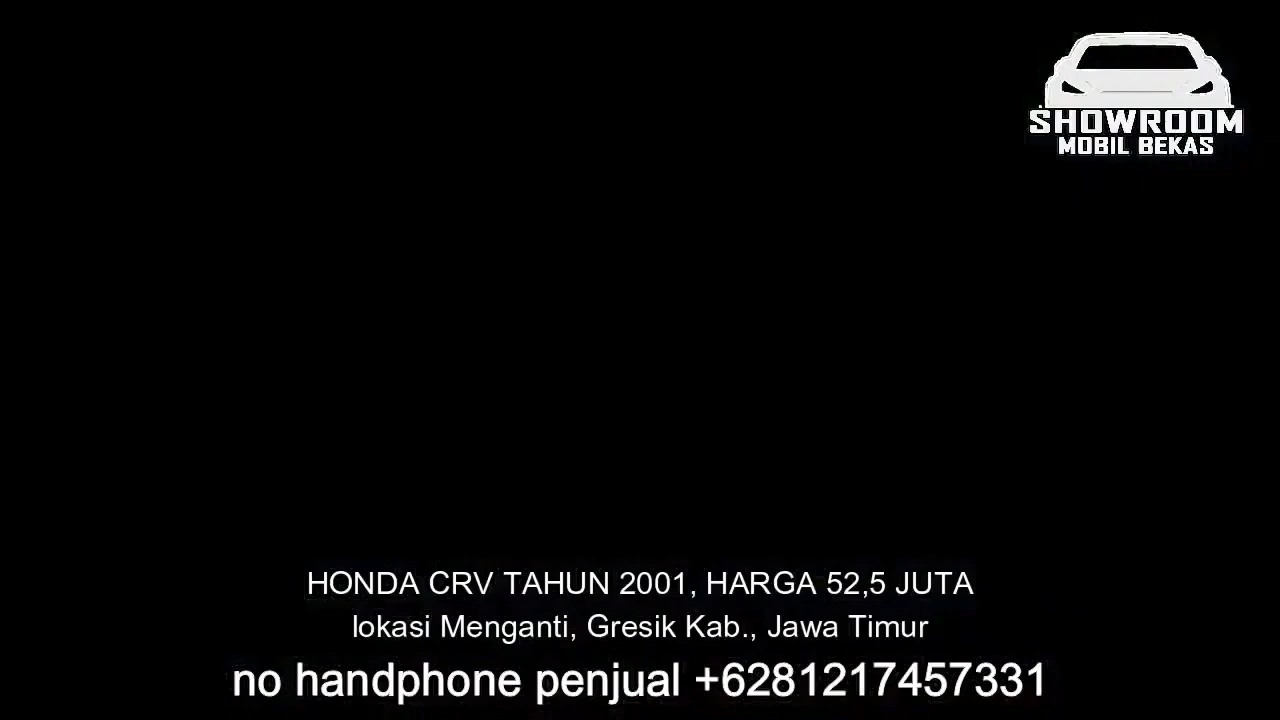 SHOWROOM
MOBIL BEKAS
HONDA CRV TAHUN 2001, HARGA 52,5 JUTA
lokasi Menganti, Gresik Kab., Jawa Timur
no handphone penjual +6281217457331